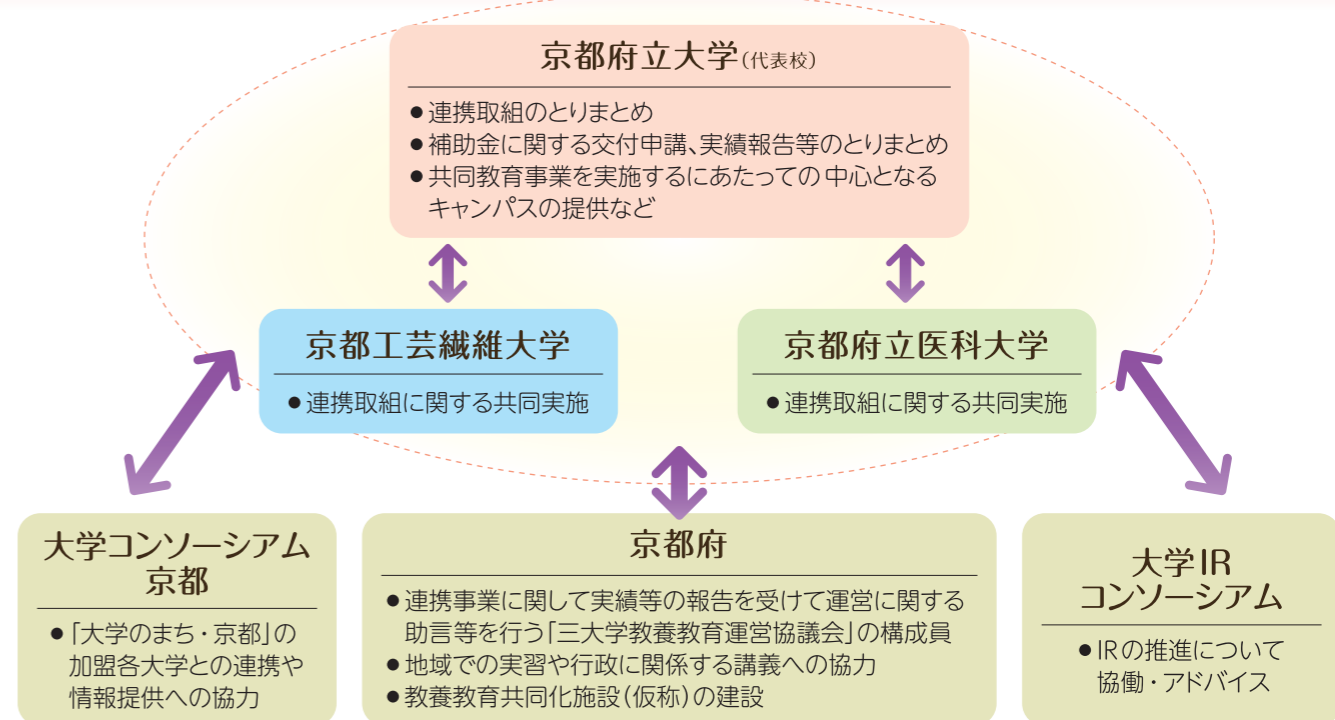 京都府立大学(代表校)
●連携取組のとりまとめ
●補助金に関する交付申講、実績報告等のとりまとめ
●共同教育事業を実施するにあたっての中心となる
キャンパスの提供など
京都工芸繊維大学
●連携取組に関する共同実施
京都府立医科大学
●連携取組に関する共同実施
大学コンソーシアム
京都
●「大学のまち・京都」の
加盟各大学との連携や
情報提供への協力
京都府
●連携事業に関して実績等の報告を受けて運営に関する
助言等を行う「三大学教養教育運営協議会」の構成員
●地域での実習や行政に関係する講義への協力
●教養教育共同化施設(仮称)の建設
大学IR
コンソーシアム
●IRの推進について
協働・アドバイス